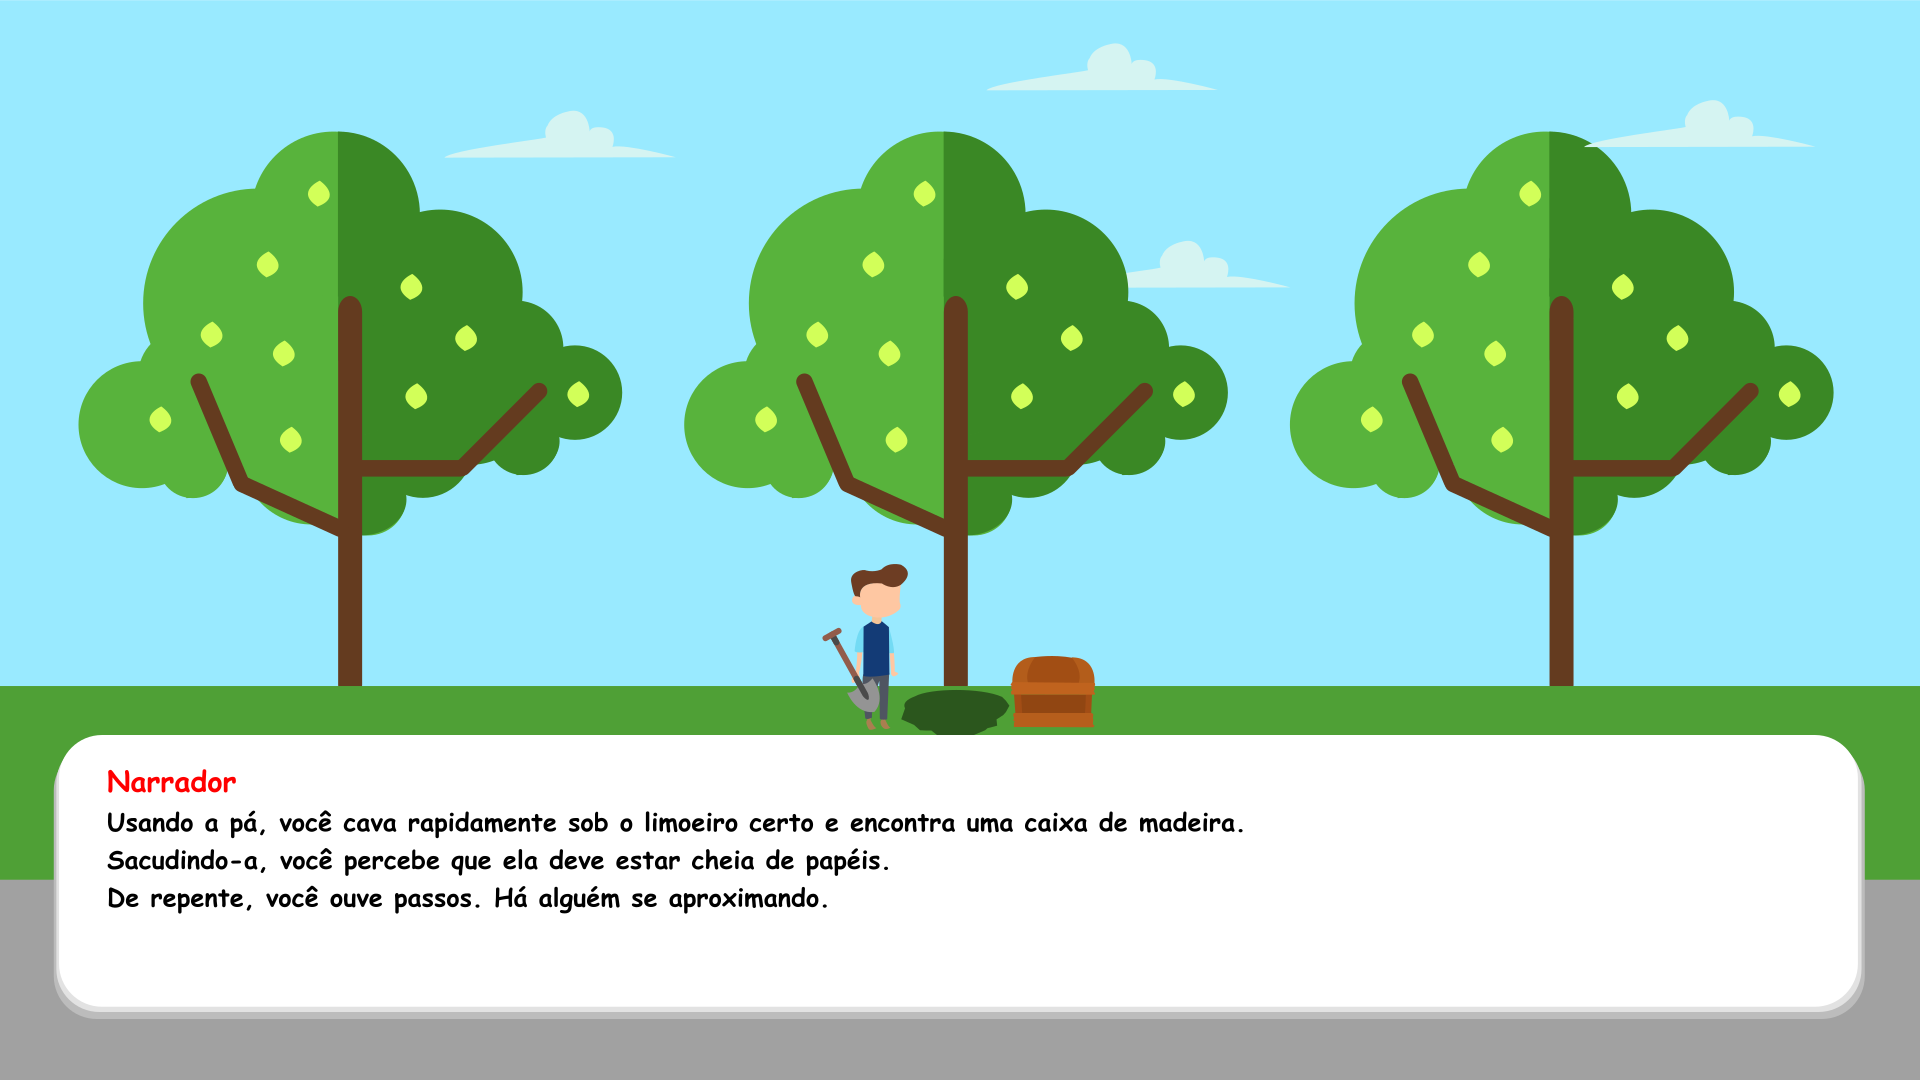 Narrador
Usando a pá, você cava rapidamente sob o limoeiro certo e encontra uma caixa de madeira.
Sacudindo-a, você percebe que ela deve estar cheia de papéis.
De repente, você ouve passos. Há alguém se aproximando.